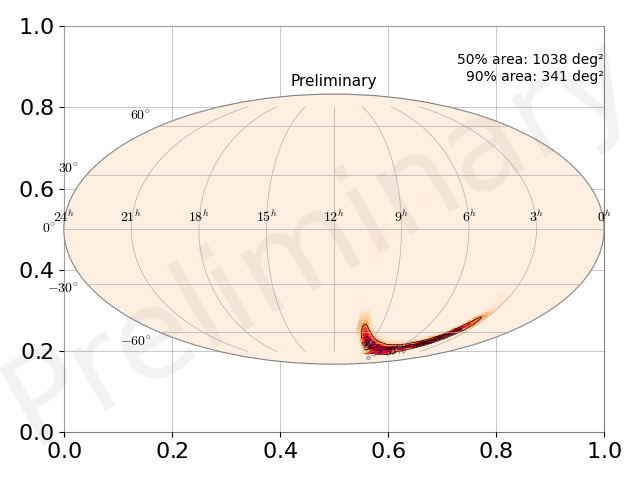 1.0
50% area: 1038 deg²
90% area: 341 deg²
Preliminary
0.8
60°
30°
0.6
24h 21h 18h 15h 12h 9h 6h 3h 0h
0°
0.4
−30°
−60°
0.2
0.0
0.0 0.2 0.4 0.6 0.8 1.0
Preliminary